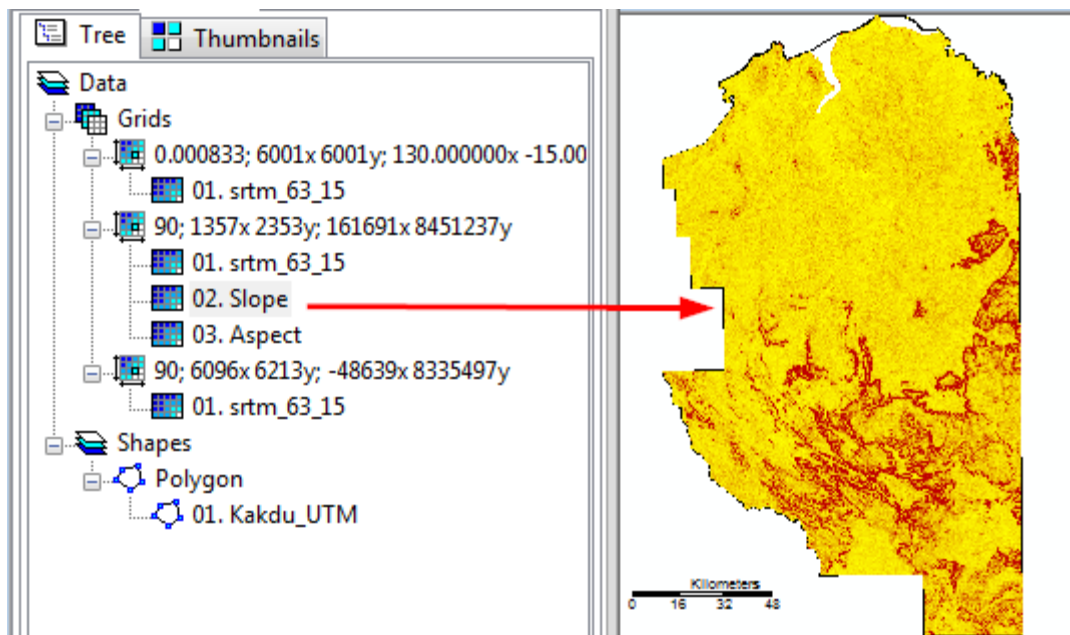 Tree
Thumbnails
Data
Grids
0.000833; 6001x 6001y; 130.000000x -15.00
01. srtm_63_15
90; 1357x 2353y; 161691x 8451237y
01. srtm_63_15
02. Slope
03. Aspect
90; 6096x 6213y; -48639x 8335497y
01. srtm_63_15
Shapes
Polygon
01. Kakdu_UTM
Kilometers
0 16 32 48